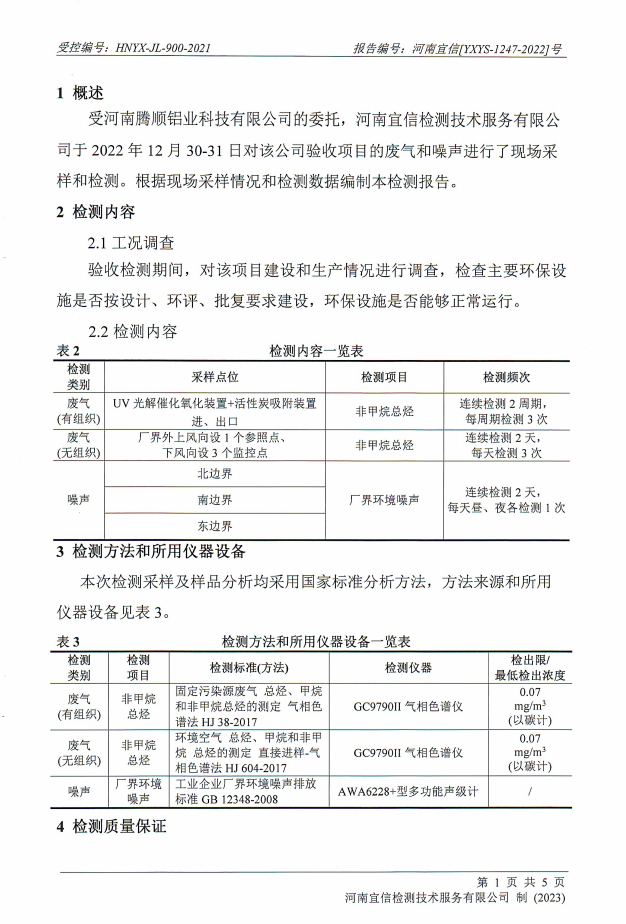 受控编号：HNYX-JL-900-2021 报告编号：河南宜信[YXYS-1247-2022]号
1 概述
受河南腾顺铝业科技有限公司的委托，河南宜信检测技术服务有限公
司于 2022 年 12 月 30-31 日对该公司验收项目的废气和噪声进行了现场采
样和检测。根据现场采样情况和检测数据编制本检测报告。
2 检测内容
2.1 工况调查
验收检测期间，对该项目建设和生产情况进行调查，检查主要环保设
施是否按设计、环评、批复要求建设，环保设施是否能够正常运行。
2.2 检测内容
表 2 检测内容一览表
检测类别 采样点位 检测项目 检测频次
废气(有组织) UV 光解催化氧化装置+活性炭吸附装置进、出口 非甲烷总烃 连续检测 2 周期，每周期检测 3 次
废气(无组织) 厂界外上风向设 1 个参照点、下风向设 3 个监控点 非甲烷总烃 连续检测 2 天，每天检测 3 次
噪声 北边界 厂界环境噪声 连续检测 2 天，每天昼、夜各检测 1 次
南边界
东边界
3 检测方法和所用仪器设备
本次检测采样及样品分析均采用国家标准分析方法，方法来源和所用
仪器设备见表 3。
表 3 检测方法和所用仪器设备一览表
检测类别 检测项目 检测标准(方法) 检测仪器 检出限/最低检出浓度
废气(有组织) 非甲烷总烃 固定污染源废气 总烃、甲烷和非甲烷总烃的测定 气相色谱法 HJ 38-2017 GC9790II 气相色谱仪 0.07 mg/m³ (以碳计)
废气(无组织) 非甲烷总烃 环境空气 总烃、甲烷和非甲烷 总烃的测定 直接进样-气相色谱法 HJ 604-2017 GC9790II 气相色谱仪 0.07 mg/m³ (以碳计)
噪声 厂界环境噪声 工业企业厂界环境噪声排放标准 GB 12348-2008 AWA6228+型多功能声级计 /
4 检测质量保证
第 1 页 共 5 页
河南宜信检测技术服务有限公司 制 (2023)